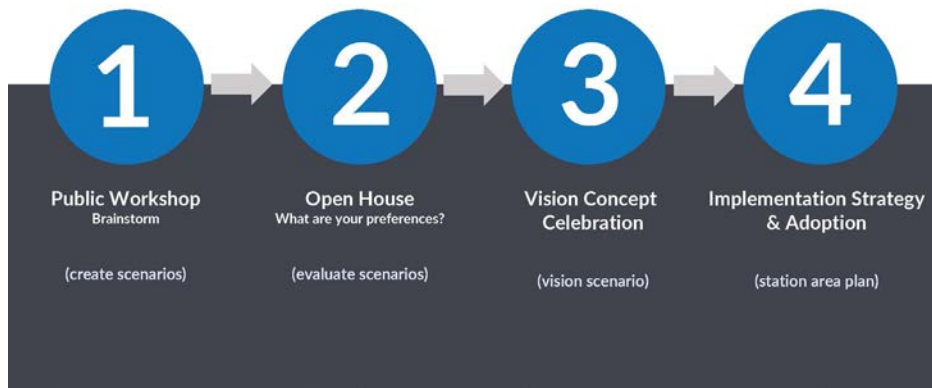 1
2
3
4
Public Workshop
Brainstorm
(create scenarios)
Open House
What are your preferences?
(evaluate scenarios)
Vision Concept
Celebration
(vision scenario)
Implementation Strategy
& Adoption
(station area plan)